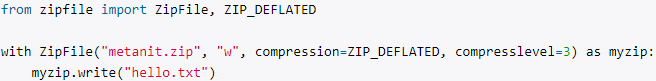 from zipfile import ZipFile, ZIP_DEFLATED
with ZipFile("metanit.zip", "w", compression=ZIP_DEFLATED, compresslevel=3) as myzip:
    myzip.write("hello.txt")